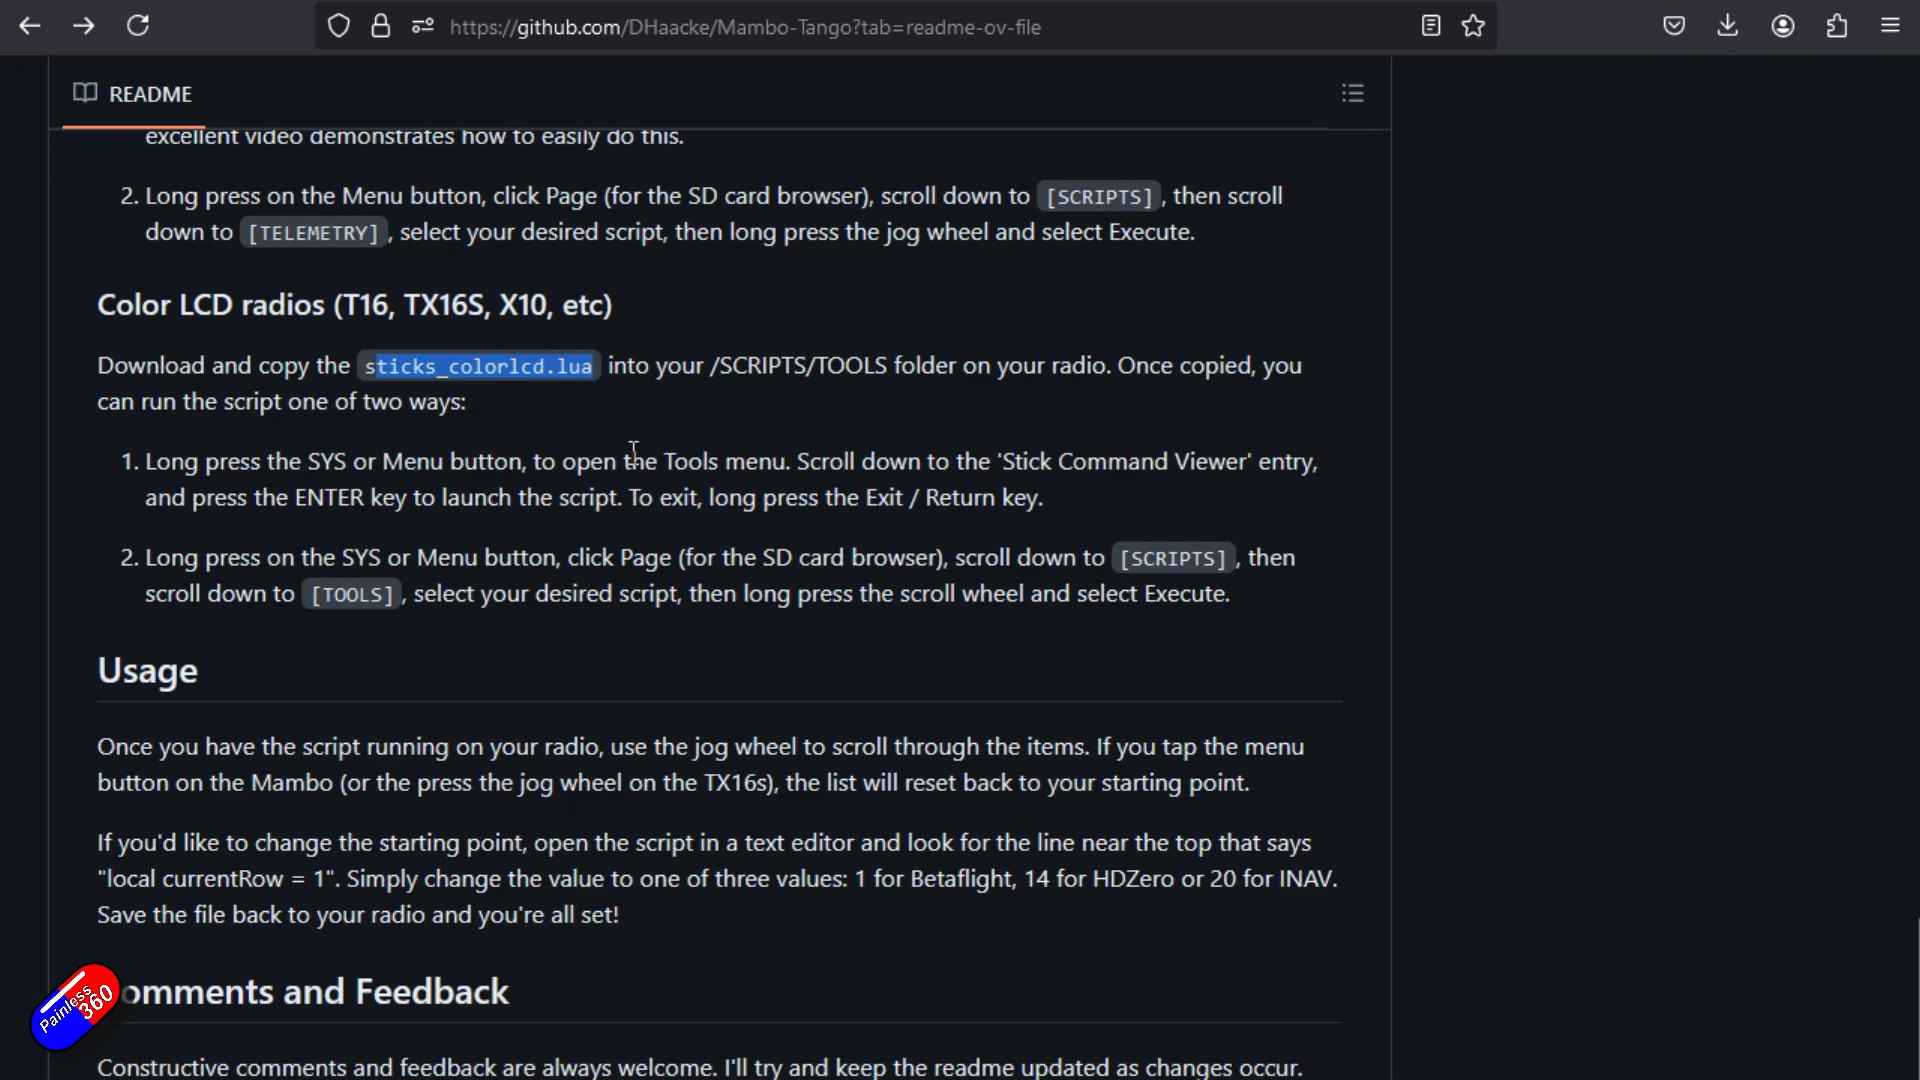 https://github.com/DHaacke/Mambo-Tango?tab=readme-ov-file
README
excellent video demonstrates how to easily do this.
2. Long press on the Menu button, click Page (for the SD card browser), scroll down to [SCRIPTS], then scroll
down to [TELEMETRY], select your desired script, then long press the jog wheel and select Execute.
Color LCD radios (T16, TX16S, X10, etc)
Download and copy the sticks_colorlcd.lua into your /SCRIPTS/TOOLS folder on your radio. Once copied, you
can run the script one of two ways:
1. Long press the SYS or Menu button, to open the Tools menu. Scroll down to the 'Stick Command Viewer' entry,
and press the ENTER key to launch the script. To exit, long press the Exit / Return key.
2. Long press on the SYS or Menu button, click Page (for the SD card browser), scroll down to [SCRIPTS], then
scroll down to [TOOLS], select your desired script, then long press the scroll wheel and select Execute.
Usage
Once you have the script running on your radio, use the jog wheel to scroll through the items. If you tap the menu
button on the Mambo (or the press the jog wheel on the TX16s), the list will reset back to your starting point.
If you'd like to change the starting point, open the script in a text editor and look for the line near the top that says
"local currentRow = 1". Simply change the value to one of three values: 1 for Betaflight, 14 for HDZero or 20 for INAV.
Save the file back to your radio and you're all set!
omments and Feedback
Painless
360
Constructive comments and feedback are always welcome. I'll try and keep the readme updated as changes occur.